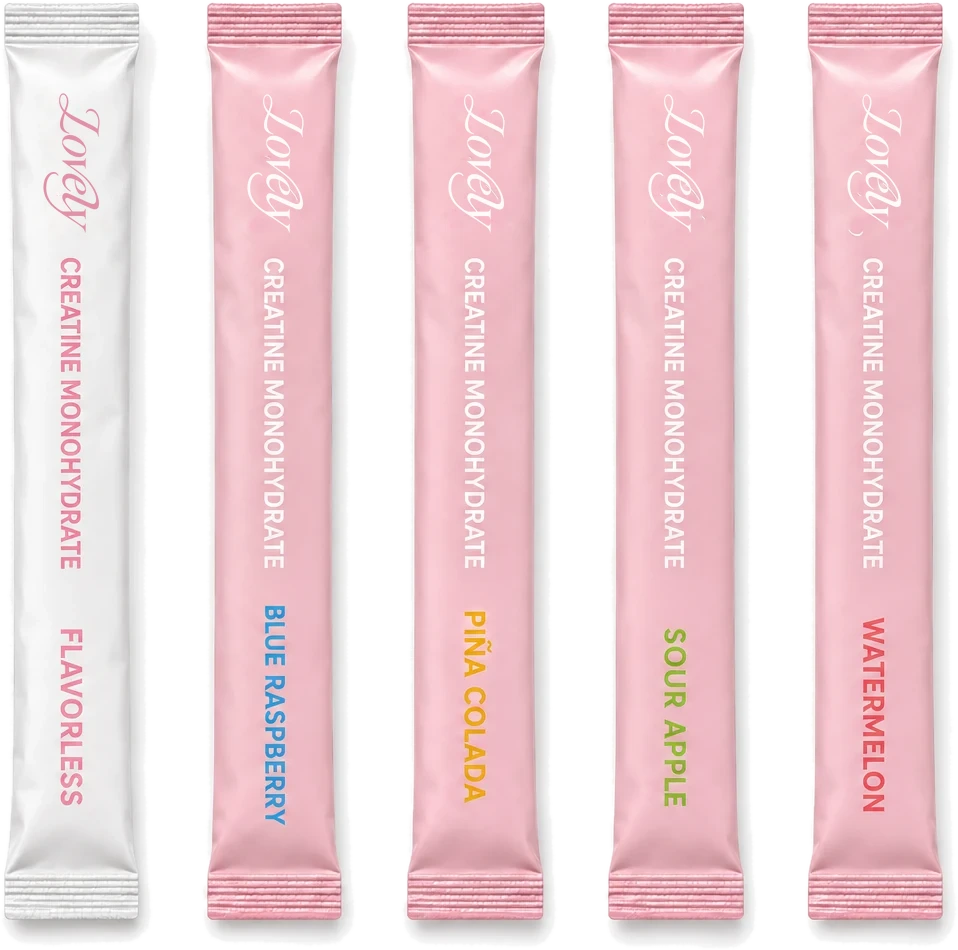 Lovely CREATINE MONOHYDRATE FLAVORLESS
Lovely CREATINE MONOHYDRATE BLUE RASPBERRY
Lovely CREATINE MONOHYDRATE PIÑA COLADA
Lovely CREATINE MONOHYDRATE SOUR APPLE
Lovely CREATINE MONOHYDRATE WATERMELON